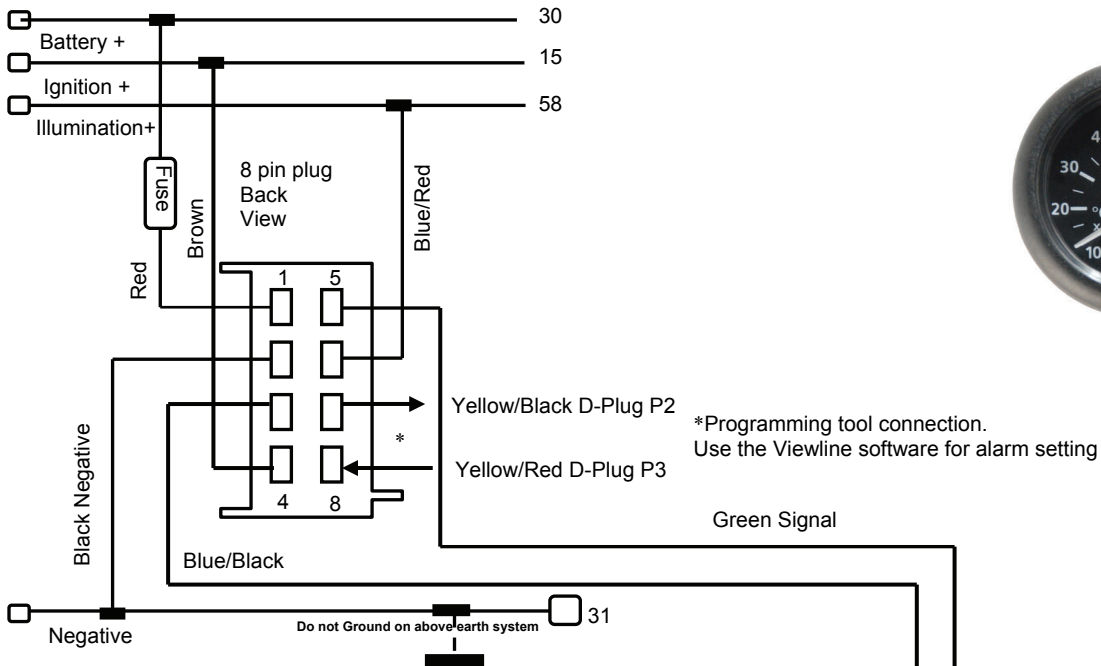 30
Battery +
15
Ignition +
58
Illumination+
Fuse
8 pin plug
Back
View
Brown
Blue/Red
Red
1 5
Yellow/Black D-Plug P2
*Programming tool connection.
Use the Viewline software for alarm setting
*
Yellow/Red D-Plug P3
4 8
Black Negative
Green Signal
Blue/Black
Negative
Do not Ground on above earth system
31
30
20
10